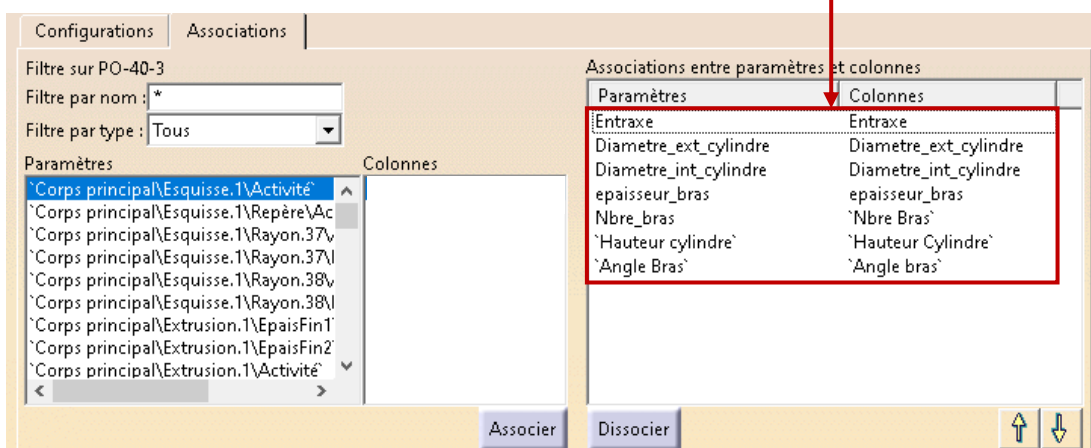 Configurations
Associations
Filtre sur PO-40-3
Filtre par nom : *
Filtre par type : Tous
Paramètres
`Corps principal\Esquisse.1\Activité`
`Corps principal\Esquisse.1\Repère\Ac
`Corps principal\Esquisse.1\Rayon.37\
`Corps principal\Esquisse.1\Rayon.37\
`Corps principal\Esquisse.1\Rayon.38\
`Corps principal\Esquisse.1\Rayon.38\
`Corps principal\Extrusion.1\EpaisFin1`
`Corps principal\Extrusion.1\EpaisFin2`
`Corps principal\Extrusion.1\Activité`
Colonnes
Associer
Associations entre paramètres et colonnes
Paramètres Colonnes
Entraxe Entraxe
Diametre_ext_cylindre Diametre_ext_cylindre
Diametre_int_cylindre Diametre_int_cylindre
epaisseur_bras epaisseur_bras
Nbre_bras `Nbre Bras`
`Hauteur cylindre` `Hauteur Cylindre`
`Angle Bras` `Angle bras`
Dissocier